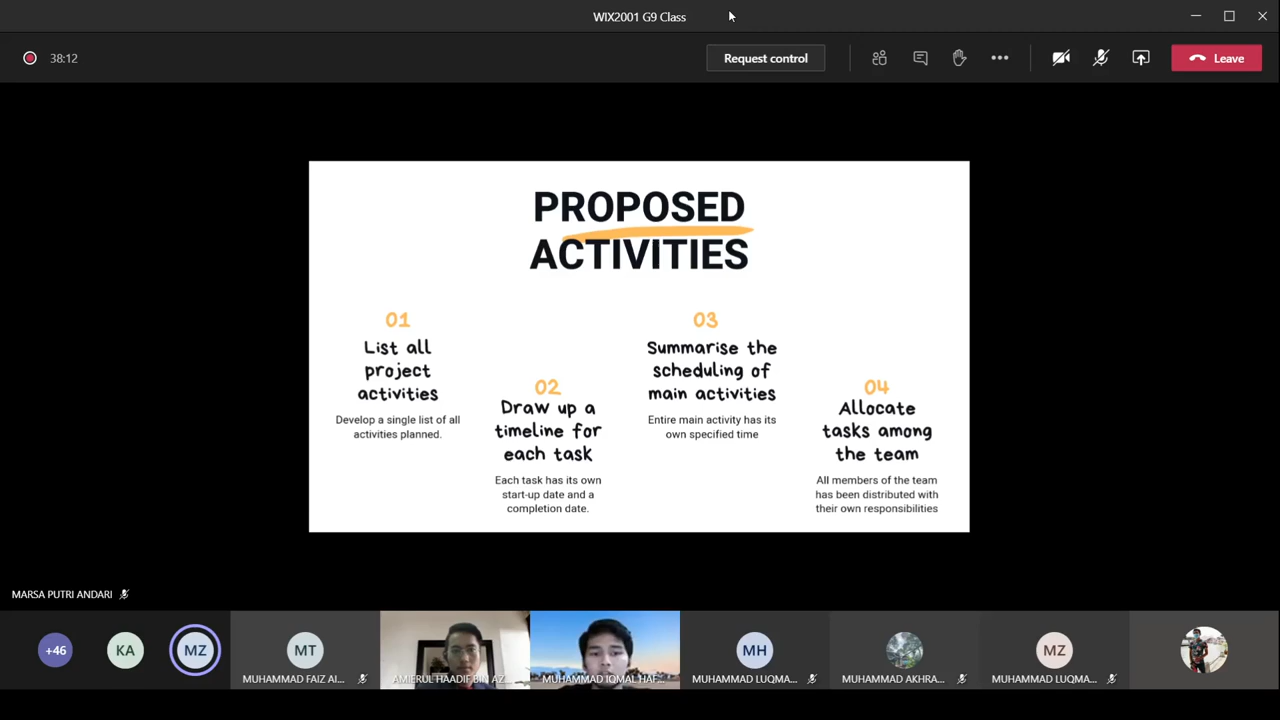 WIX2001 G9 Class
38:12
Request control
Leave
PROPOSED
ACTIVITIES
01
List all
project
activities
Develop a single list of all
activities planned.
02
Draw up a
timeline for
each task
Each task has its own
start-up date and a
completion date.
03
Summarise the
scheduling of
main activities
Entire main activity has its
own specified time
04
Allocate
tasks among
the team
All members of the team
has been distributed with
their own responsibilities
MARSA PUTRI ANDARI
+46
KA
MZ
MT
MUHAMMAD FAIZ AI...
AMIERUL HAADIF BIN AZ...
MUHAMMAD IQMAL HAF...
MH
MUHAMMAD LUQMA...
MUHAMMAD AKHRA...
MZ
MUHAMMAD LUQMA...